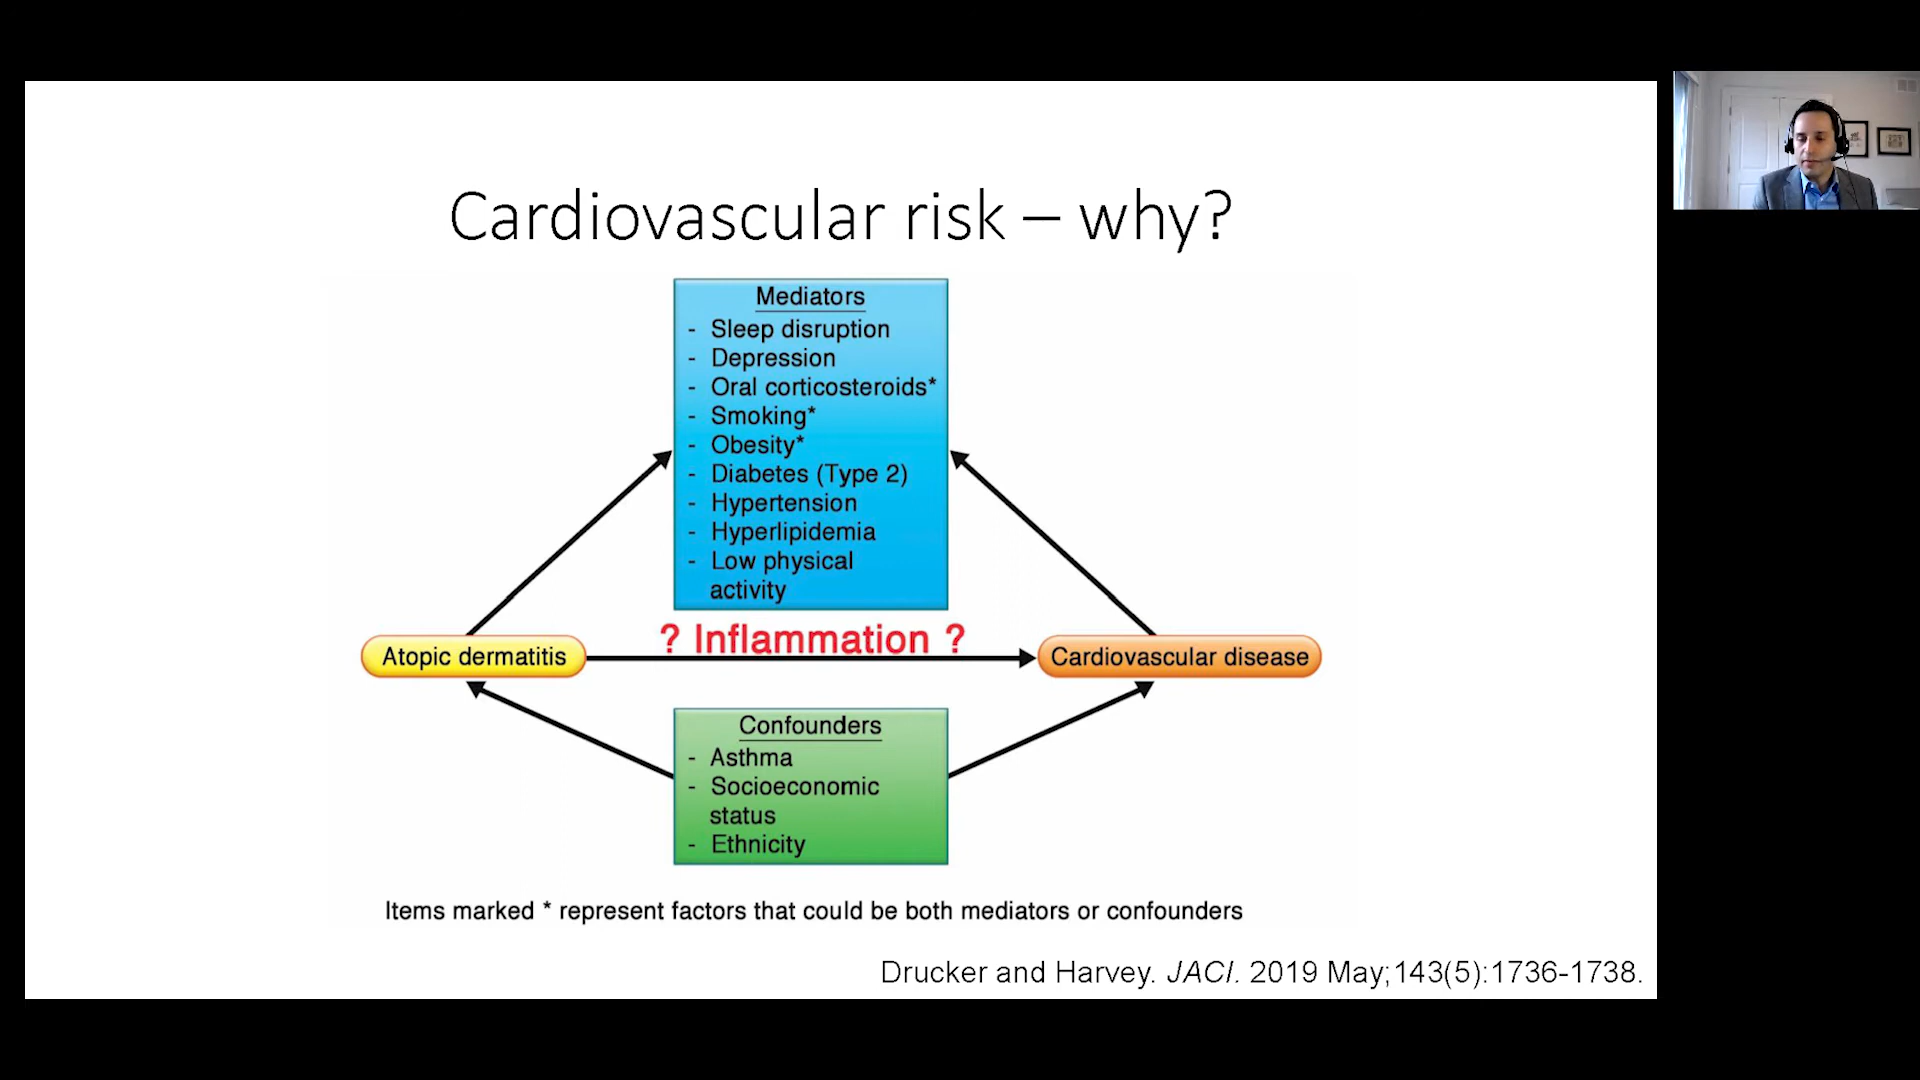 Cardiovascular risk – why?
Mediators
- Sleep disruption
- Depression
- Oral corticosteroids*
- Smoking*
- Obesity*
- Diabetes (Type 2)
- Hypertension
- Hyperlipidemia
- Low physical
activity
? Inflammation ?
Atopic dermatitis
Cardiovascular disease
Confounders
- Asthma
- Socioeconomic
status
- Ethnicity
Items marked * represent factors that could be both mediators or confounders
Drucker and Harvey. JACI. 2019 May;143(5):1736-1738.